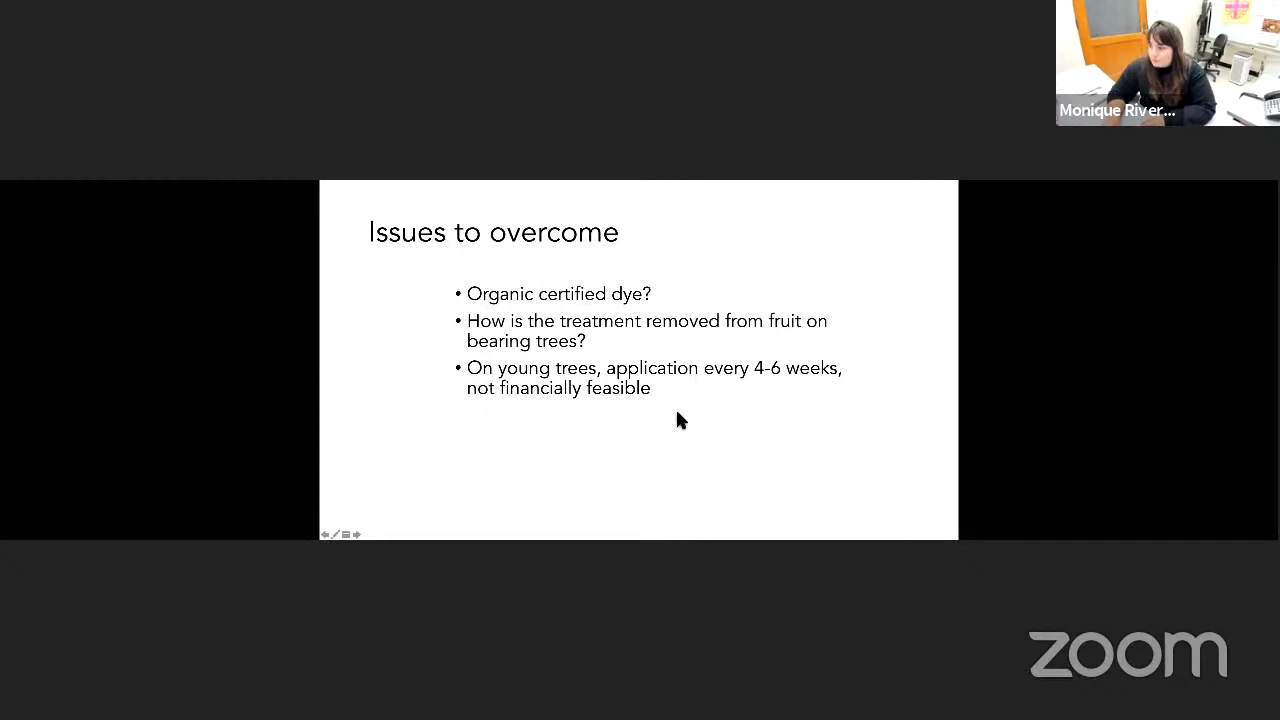 Monique River...
Issues to overcome
• Organic certified dye?
• How is the treatment removed from fruit on
bearing trees?
• On young trees, application every 4-6 weeks,
not financially feasible
zoom